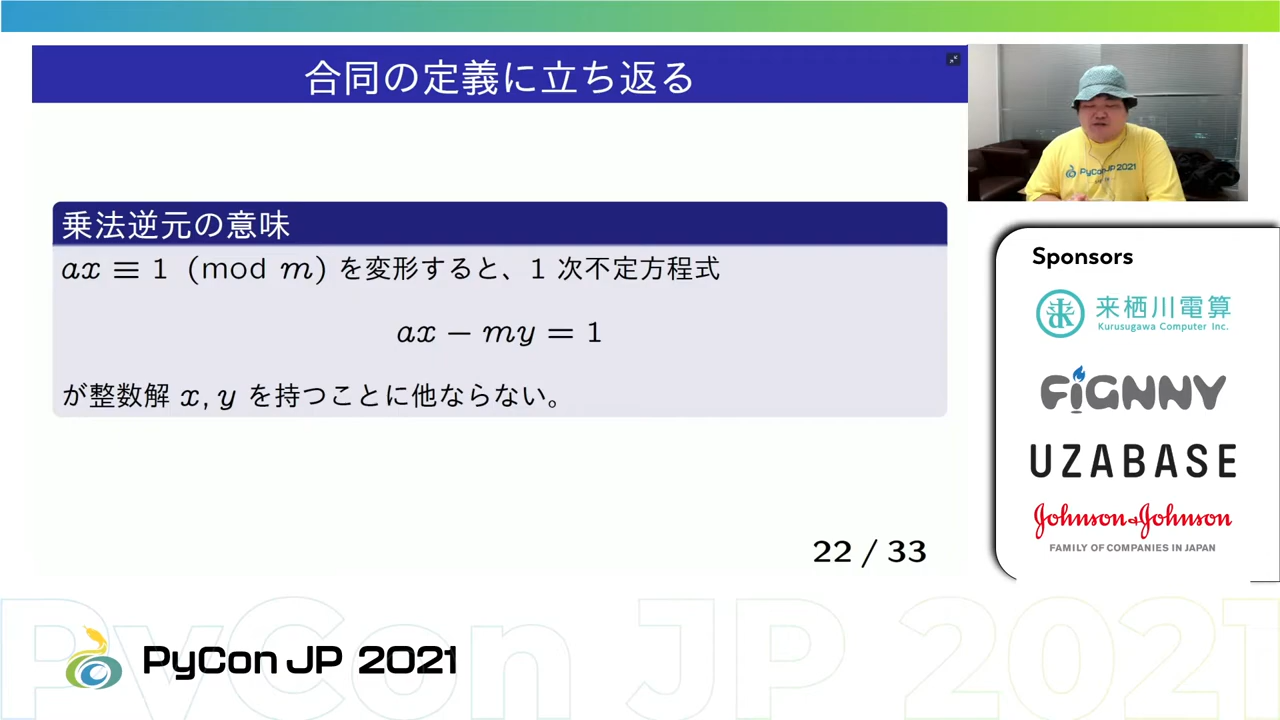 合同の定義に立ち返る
乗法逆元の意味
ax ≡ 1 (mod m) を変形すると、1 次不定方程式
ax − my = 1
が整数解 x, y を持つことに他ならない。
22 / 33
PyCon JP 2021
Sponsors
来栖川電算
Kurusugawa Computer Inc.
FiGNNY
UZABASE
Johnson & Johnson
FAMILY OF COMPANIES IN JAPAN
PyCon JP 2021
PyCon JP 2021